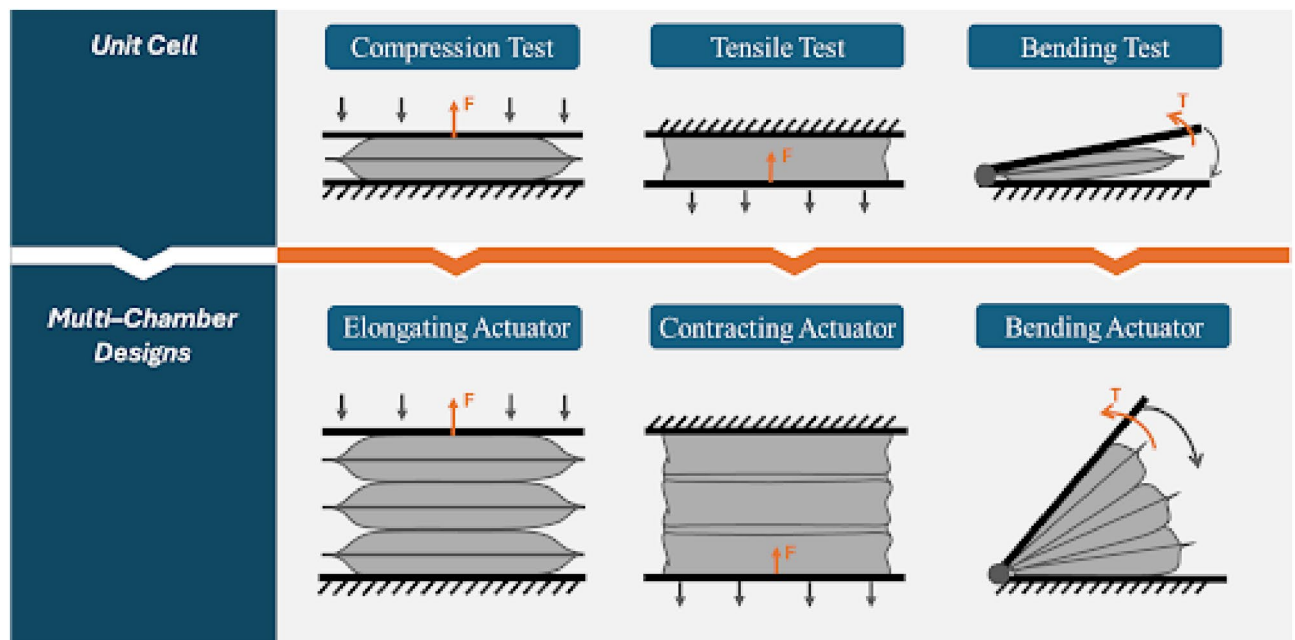 Unit Cell
Compression Test
Tensile Test
Bending Test
F
F
T
Multi–Chamber
Designs
Elongating Actuator
Contracting Actuator
Bending Actuator
F
F
T